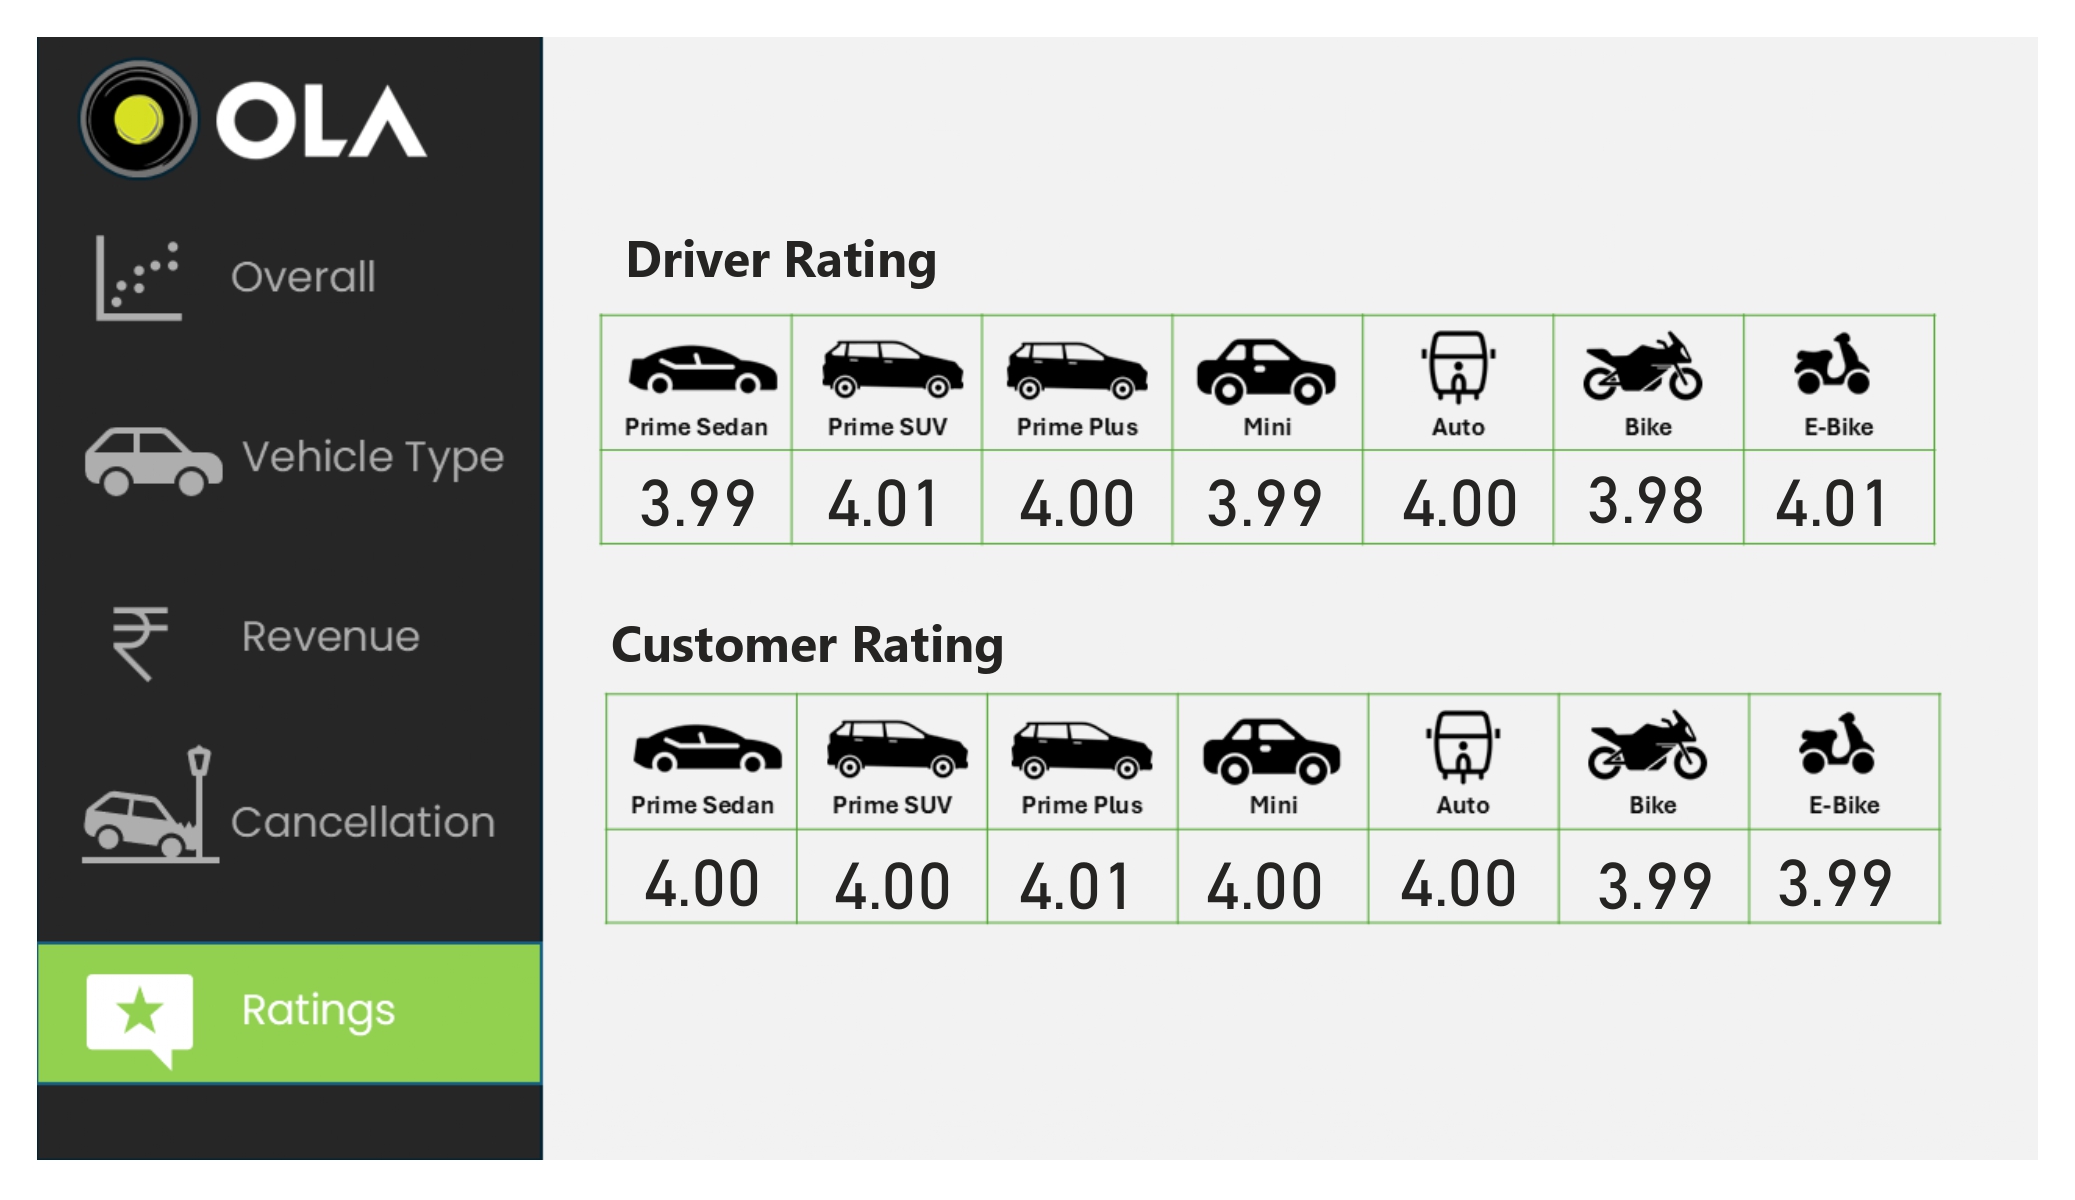 OLA
Overall
Vehicle Type
Revenue
Cancellation
Ratings
Driver Rating
Prime Sedan Prime SUV Prime Plus Mini Auto Bike E-Bike
3.99 4.01 4.00 3.99 4.00 3.98 4.01
Customer Rating
Prime Sedan Prime SUV Prime Plus Mini Auto Bike E-Bike
4.00 4.00 4.01 4.00 4.00 3.99 3.99